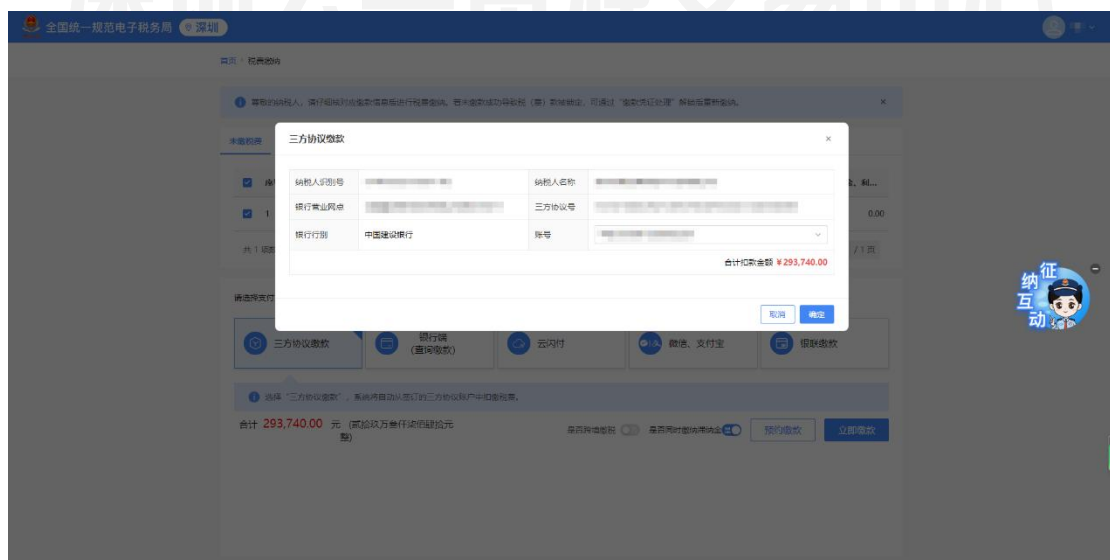 全国统一规范电子税务局 深圳
首页 > 税费缴纳
尊敬的纳税人，请仔细核对应缴款信息后进行税费缴纳。若未缴款成功导致税（费）款被锁定，可通过“缴款凭证处理”解锁后重新缴纳。 ×
未缴税费
三方协议缴款 ×
纳税人识别号 纳税人名称
银行营业网点 三方协议号
银行行别 中国建设银行 账号
合计扣款金额 ¥293,740.00
取消 确定
1 0.00
/ 1 页
请选择支付
三方协议缴款
银行端
(查询缴款)
云闪付
微信、支付宝
银联缴款
选择“三方协议缴款”，系统将自动从签订的三方协议账户中扣缴税费。
合计 293,740.00 元 (贰拾玖万叁仟柒佰肆拾元
整)
是否跨境缴税 是否同时缴纳滞纳金 是 预约缴款 立即缴款
征
纳
互
动